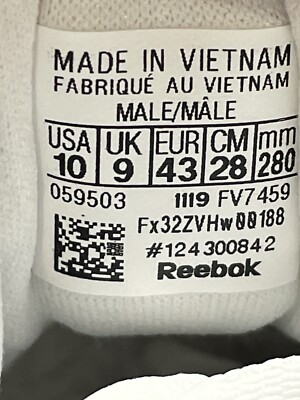 MADE IN VIETNAM
FABRIQUÉ AU VIETNAM
MALE/MÂLE
USA UK EUR CM mm
10 9 43 28 280
059503 1119 FV7459
Fx32ZVHw00188
#124300842
Reebok